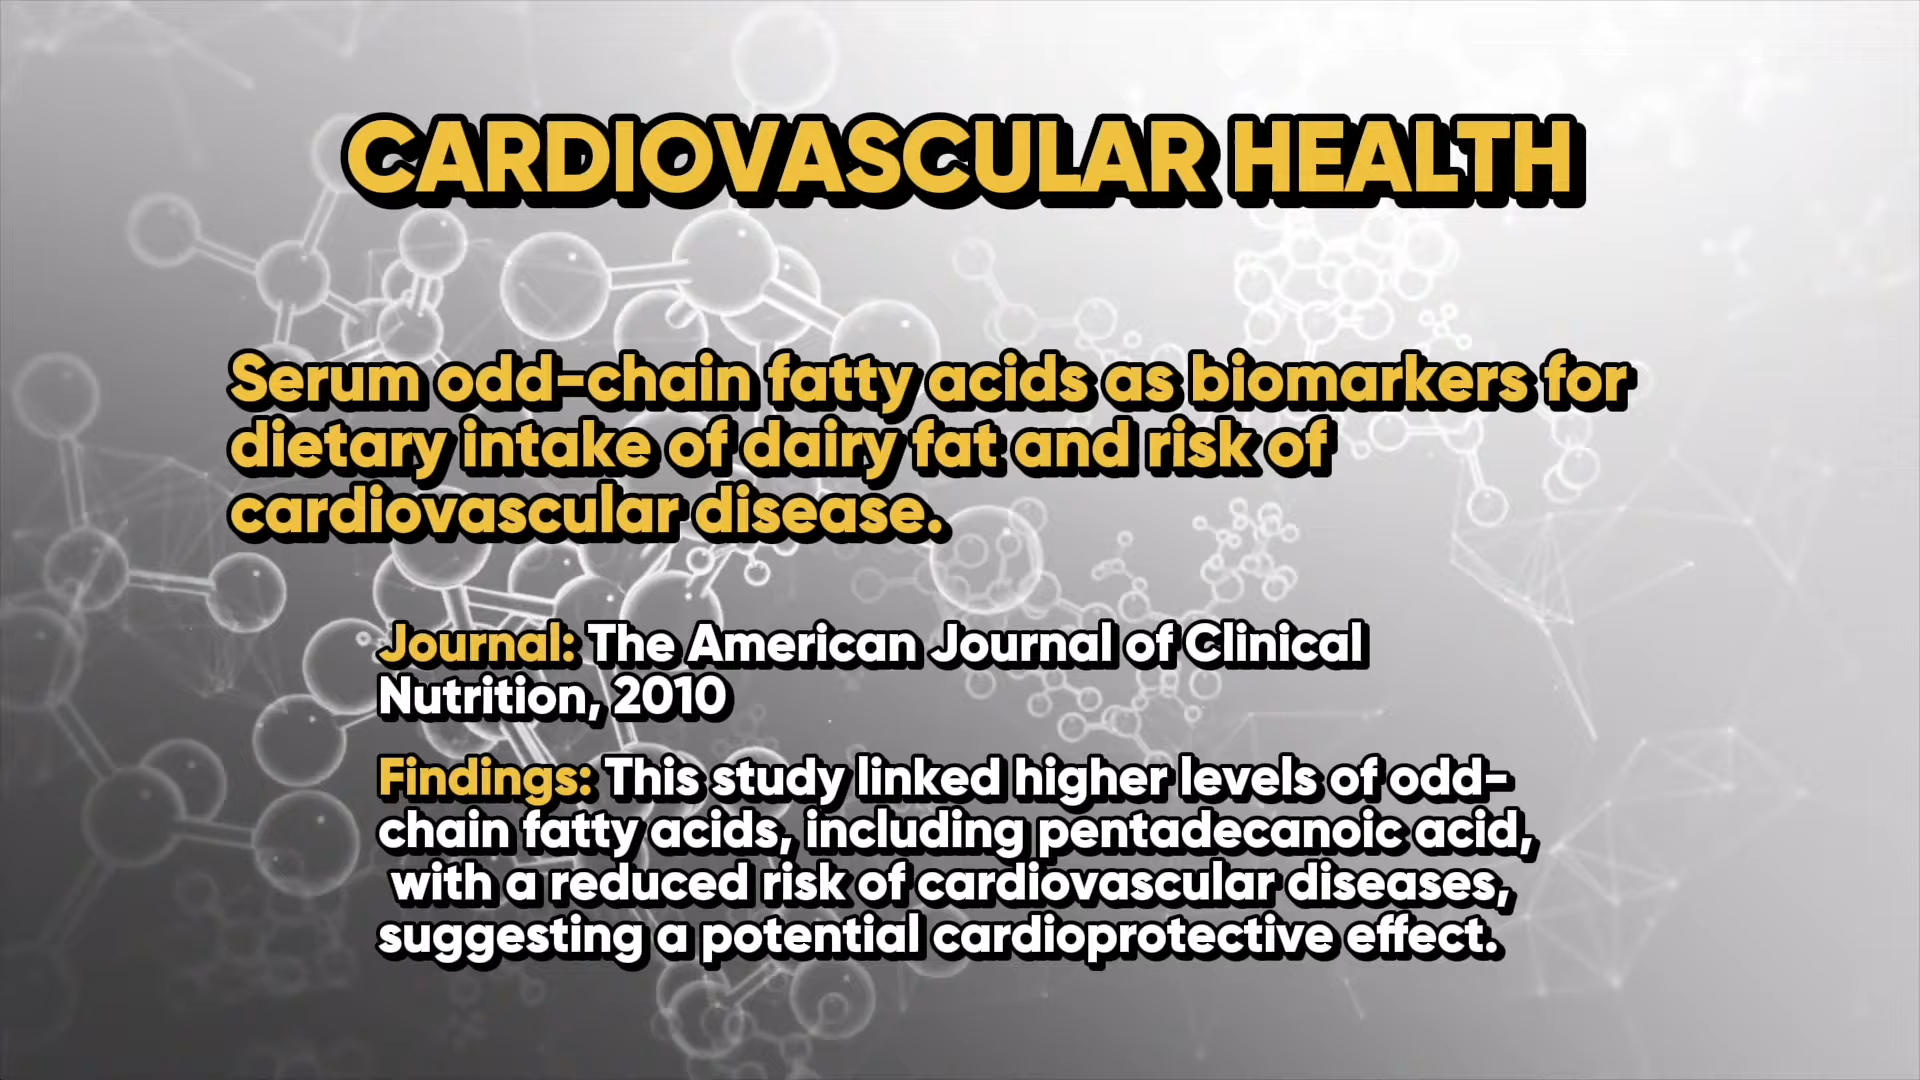 CARDIOVASCULAR HEALTH
Serum odd-chain fatty acids as biomarkers for
dietary intake of dairy fat and risk of
cardiovascular disease.
Journal: The American Journal of Clinical
Nutrition, 2010
Findings: This study linked higher levels of odd-
chain fatty acids, including pentadecanoic acid,
with a reduced risk of cardiovascular diseases,
suggesting a potential cardioprotective effect.